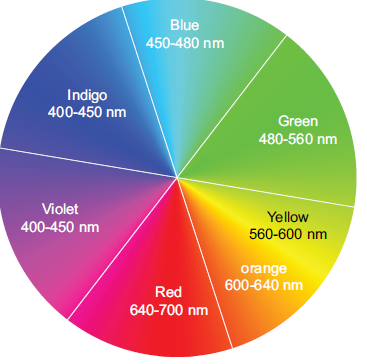 Blue
450-480 nm
Green
480-560 nm
Yellow
560-600 nm
orange
600-640 nm
Red
640-700 nm
Violet
400-450 nm
Indigo
400-450 nm